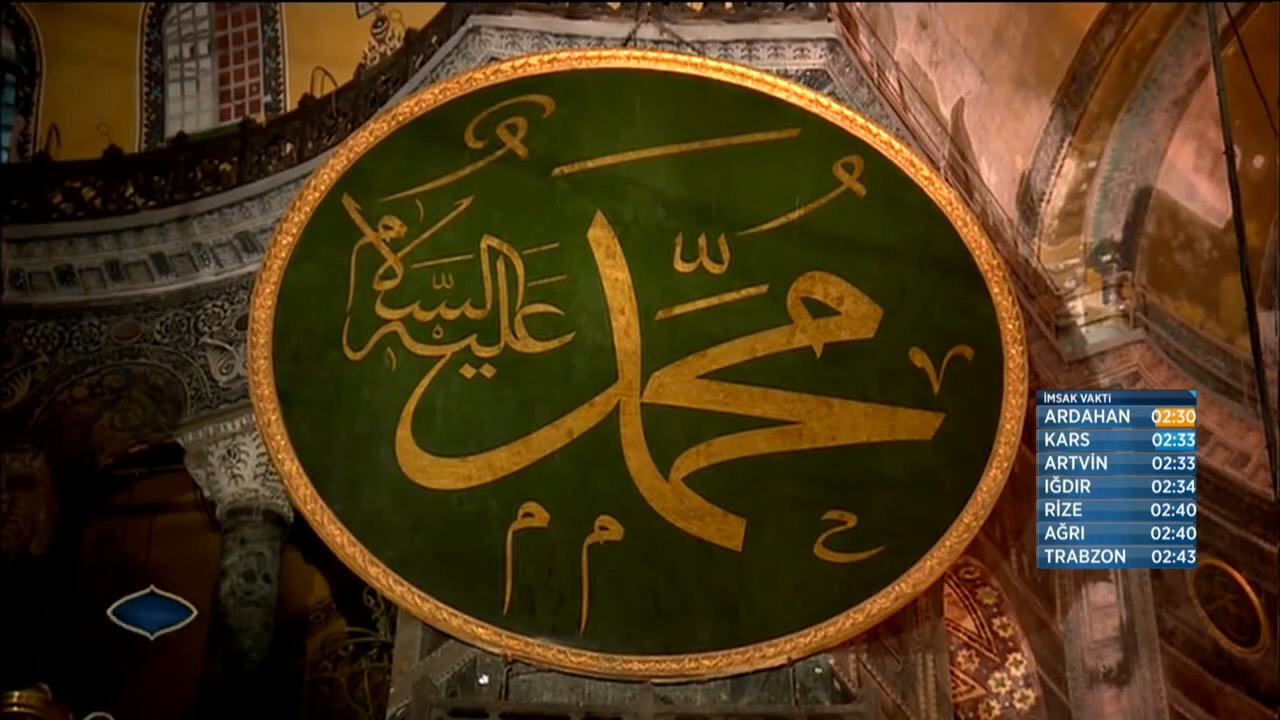 محمد
عليه السلام
İMSAK VAKTİ
ARDAHAN 02:30
KARS 02:33
ARTVİN 02:33
IĞDIR 02:34
RİZE 02:40
AĞRI 02:40
TRABZON 02:43